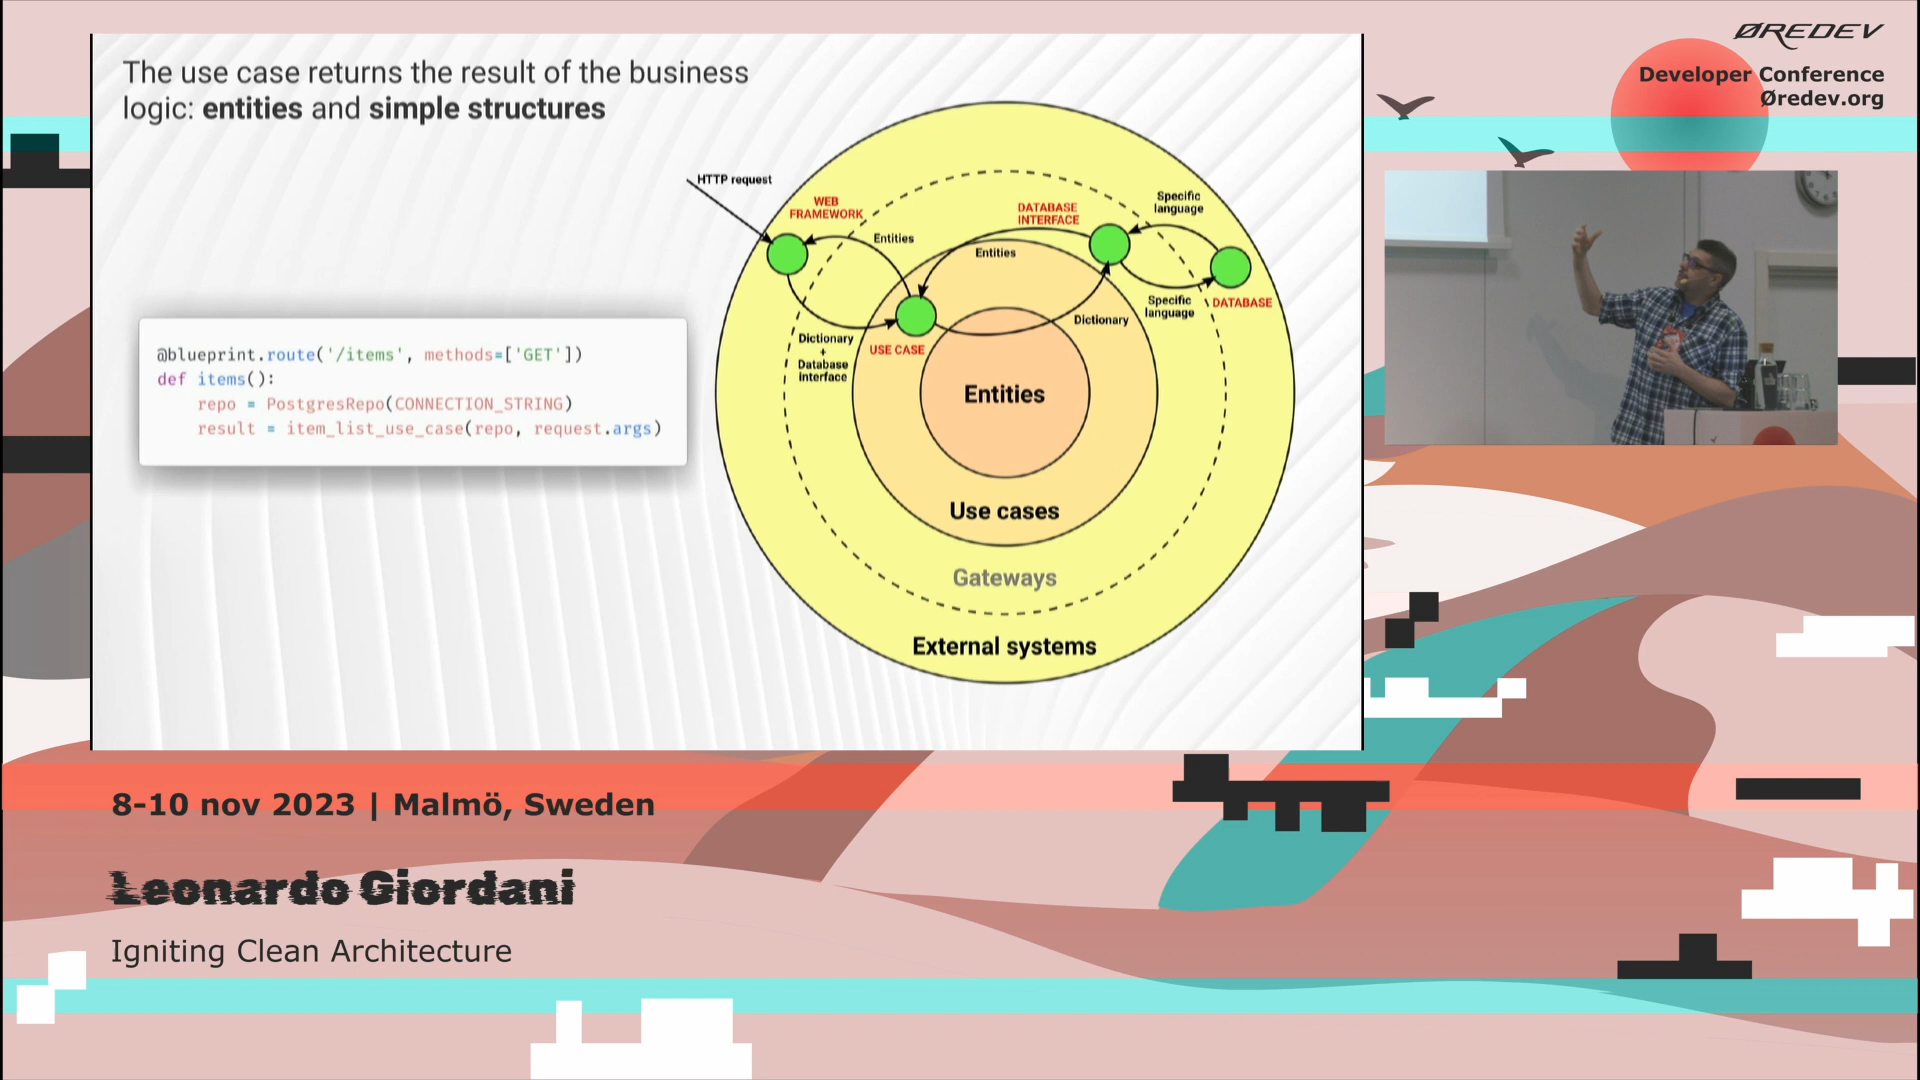 ØREDEV
Developer Conference
Øredev.org
The use case returns the result of the business
logic: entities and simple structures
HTTP request
WEB
FRAMEWORK
Entities
DATABASE
INTERFACE
Specific
language
Entities
Specific
language
DATABASE
Dictionary
Dictionary
+
Database
interface
USE CASE
@blueprint.route('/items', methods=['GET'])
def items():
repo = PostgresRepo(CONNECTION_STRING)
result = item_list_use_case(repo, request.args)
Entities
Use cases
Gateways
External systems
8-10 nov 2023 | Malmö, Sweden
Leonardo Giordani
Igniting Clean Architecture